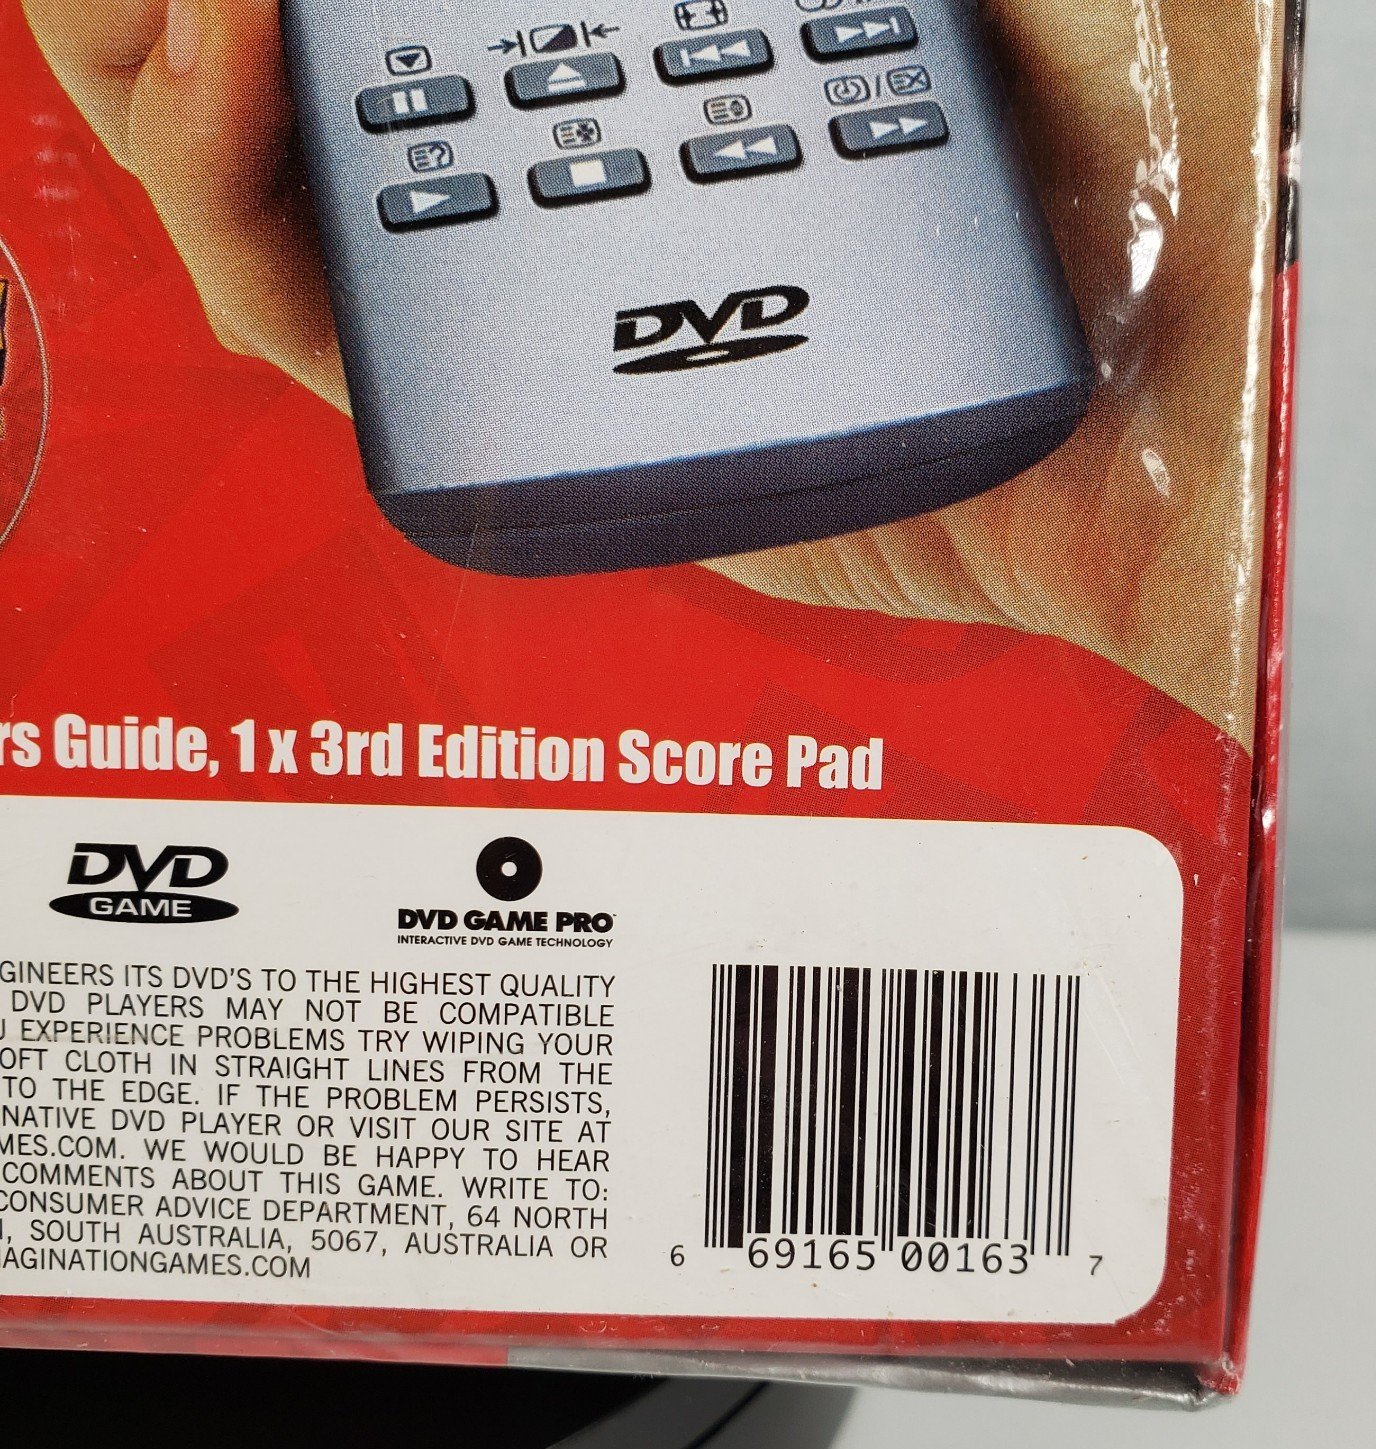 DVD
rs Guide, 1 x 3rd Edition Score Pad
DVD
GAME
DVD GAME PRO
INTERACTIVE DVD GAME TECHNOLOGY
GINEERS ITS DVD'S TO THE HIGHEST QUALITY
DVD PLAYERS MAY NOT BE COMPATIBLE
U EXPERIENCE PROBLEMS TRY WIPING YOUR
OFT CLOTH IN STRAIGHT LINES FROM THE
TO THE EDGE. IF THE PROBLEM PERSISTS,
NATIVE DVD PLAYER OR VISIT OUR SITE AT
MES.COM. WE WOULD BE HAPPY TO HEAR
COMMENTS ABOUT THIS GAME. WRITE TO:
CONSUMER ADVICE DEPARTMENT, 64 NORTH
, SOUTH AUSTRALIA, 5067, AUSTRALIA OR
AGINATIONGAMES.COM
6 69165 00163 7